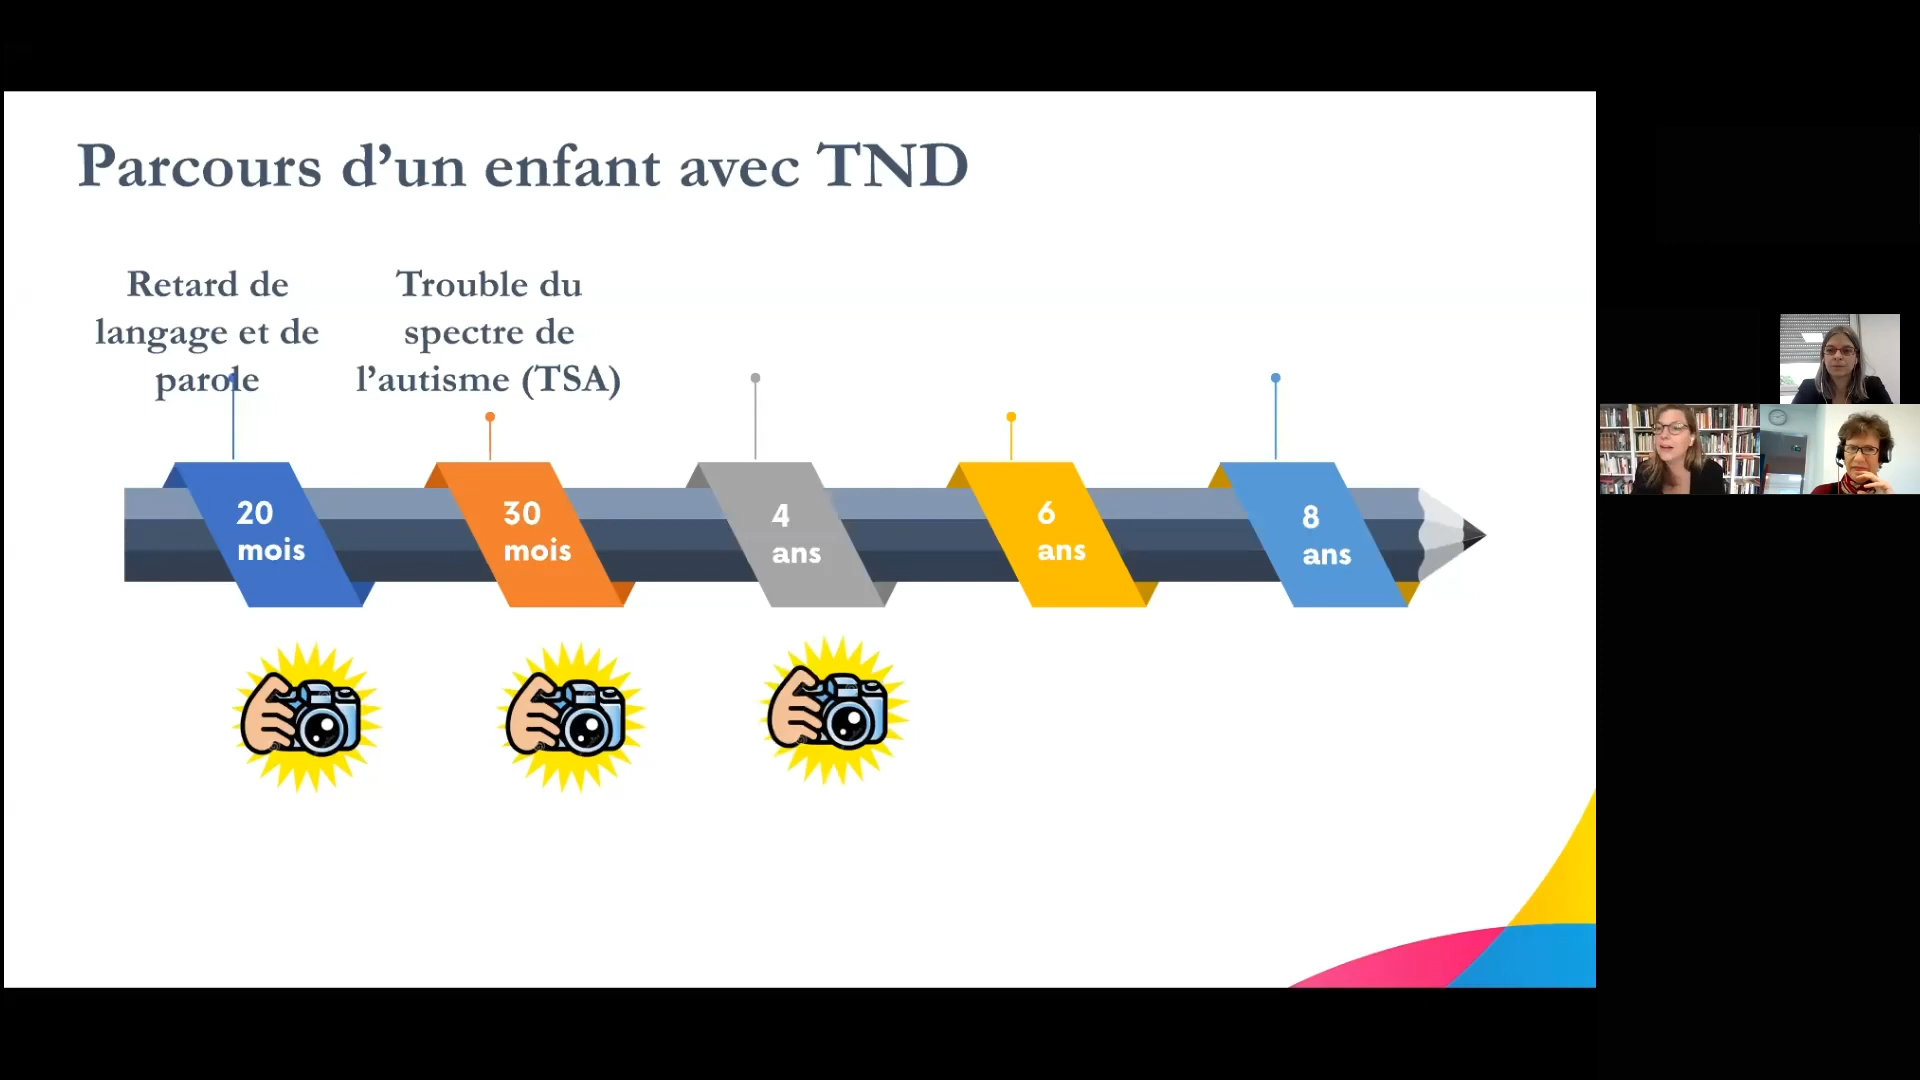 Parcours d’un enfant avec TND
Retard de
langage et de
parole
Trouble du
spectre de
l’autisme (TSA)
20
mois
30
mois
4
ans
6
ans
8
ans